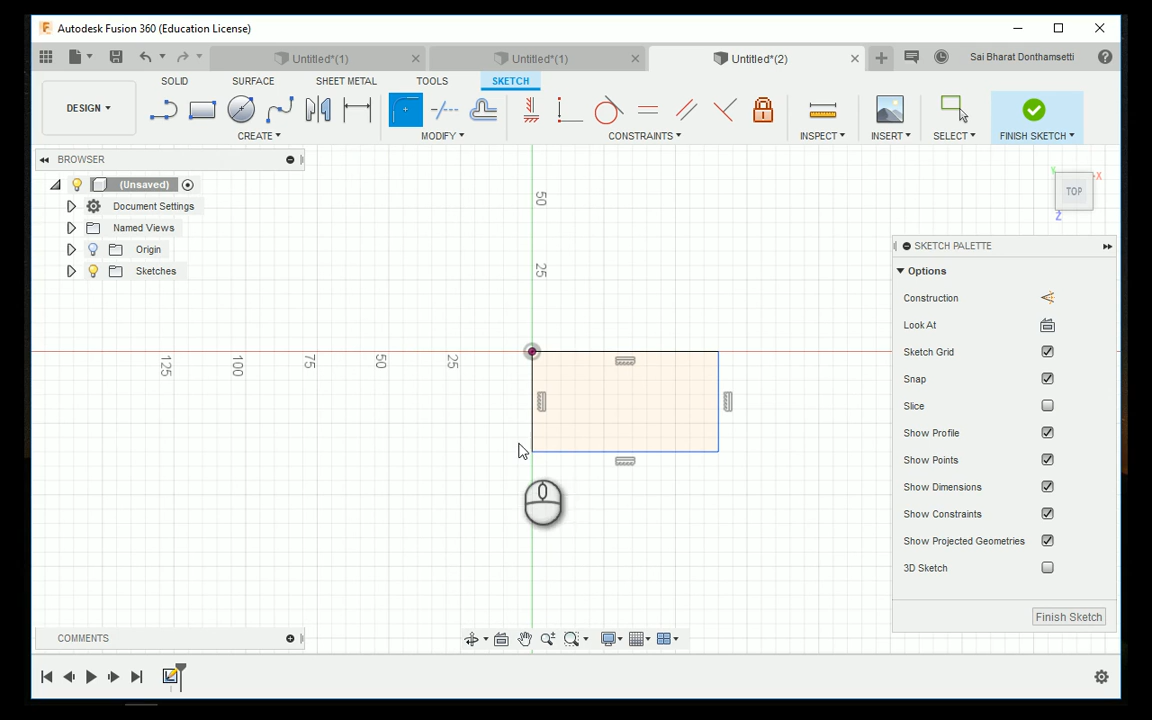 Autodesk Fusion 360 (Education License)
Untitled*(1)
Untitled*(1)
Untitled*(2)
Sai Bharat Donthamsetti
DESIGN
SOLID
SURFACE
SHEET METAL
TOOLS
SKETCH
CREATE
MODIFY
CONSTRAINTS
INSPECT
INSERT
SELECT
FINISH SKETCH
BROWSER
(Unsaved)
Document Settings
Named Views
Origin
Sketches
50
25
125
100
75
50
25
Y
X
TOP
Z
SKETCH PALETTE
Options
Construction
Look At
Sketch Grid
Snap
Slice
Show Profile
Show Points
Show Dimensions
Show Constraints
Show Projected Geometries
3D Sketch
Finish Sketch
COMMENTS